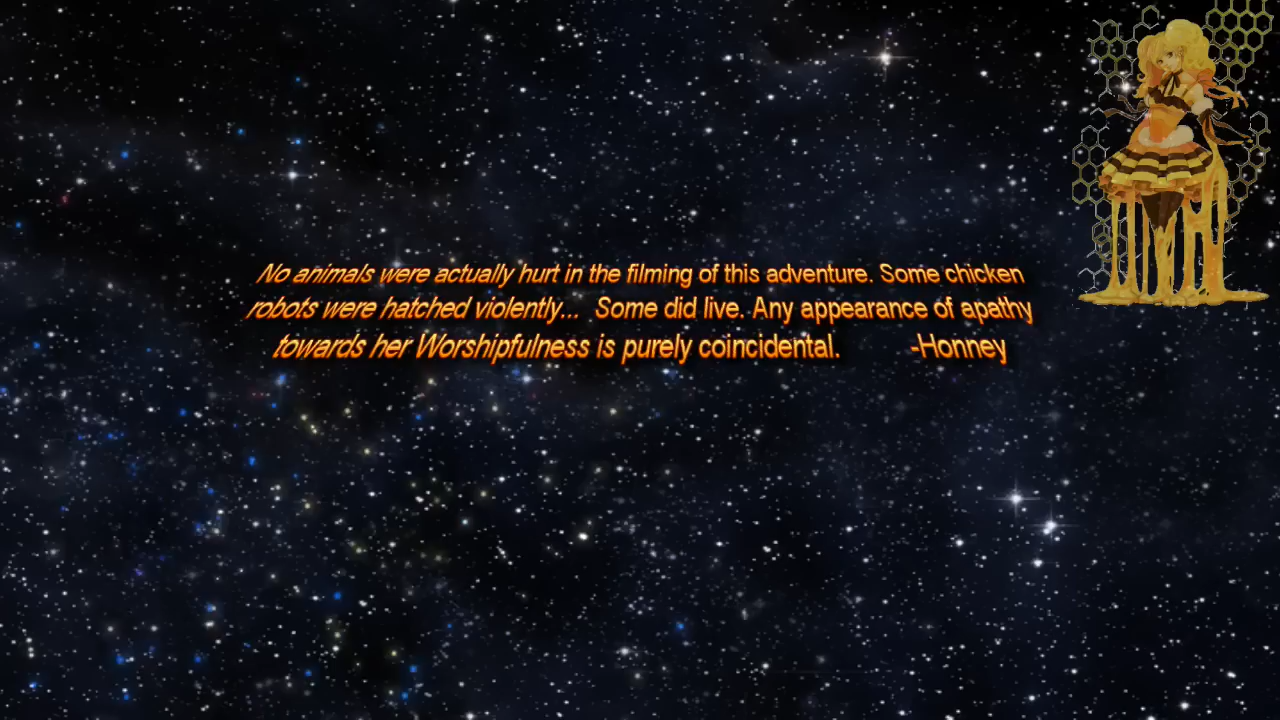 No animals were actually hurt in the filming of this adventure. Some chicken
robots were hatched violently...  Some did live. Any appearance of apathy
towards her Worshipfulness is purely coincidental.        -Honney